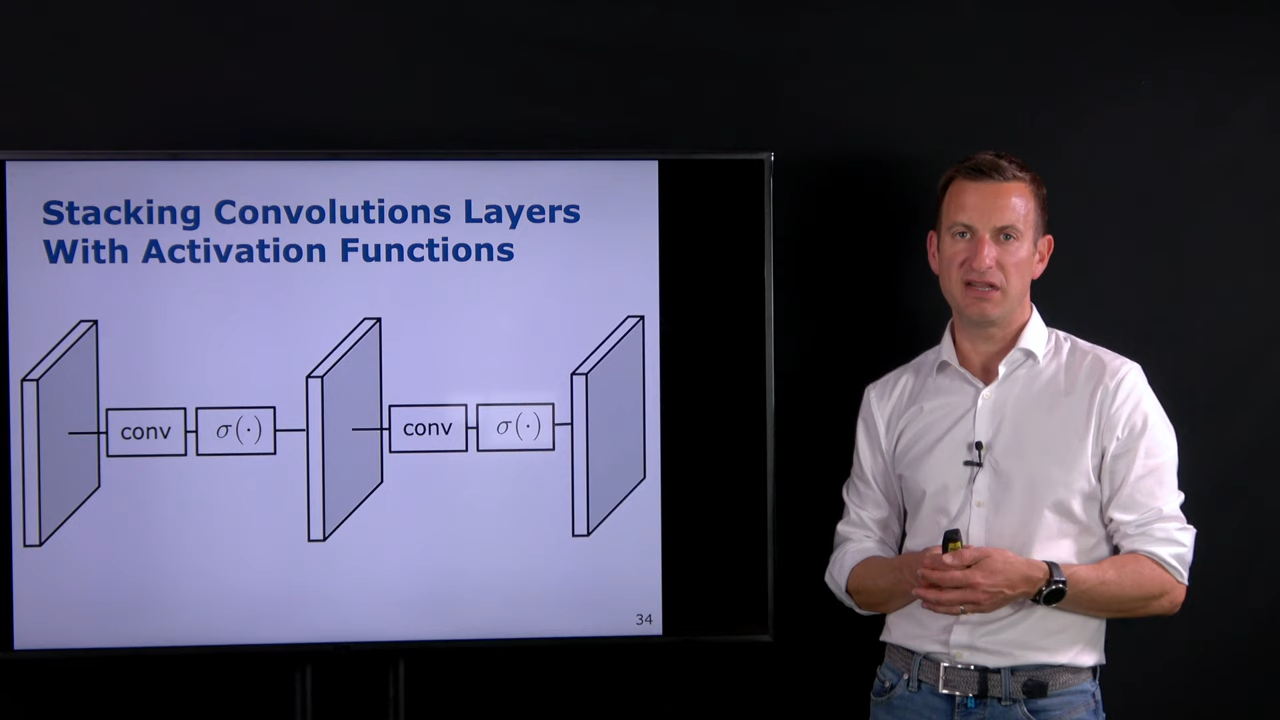 Stacking Convolutions Layers
With Activation Functions
conv σ(·) conv σ(·)
34